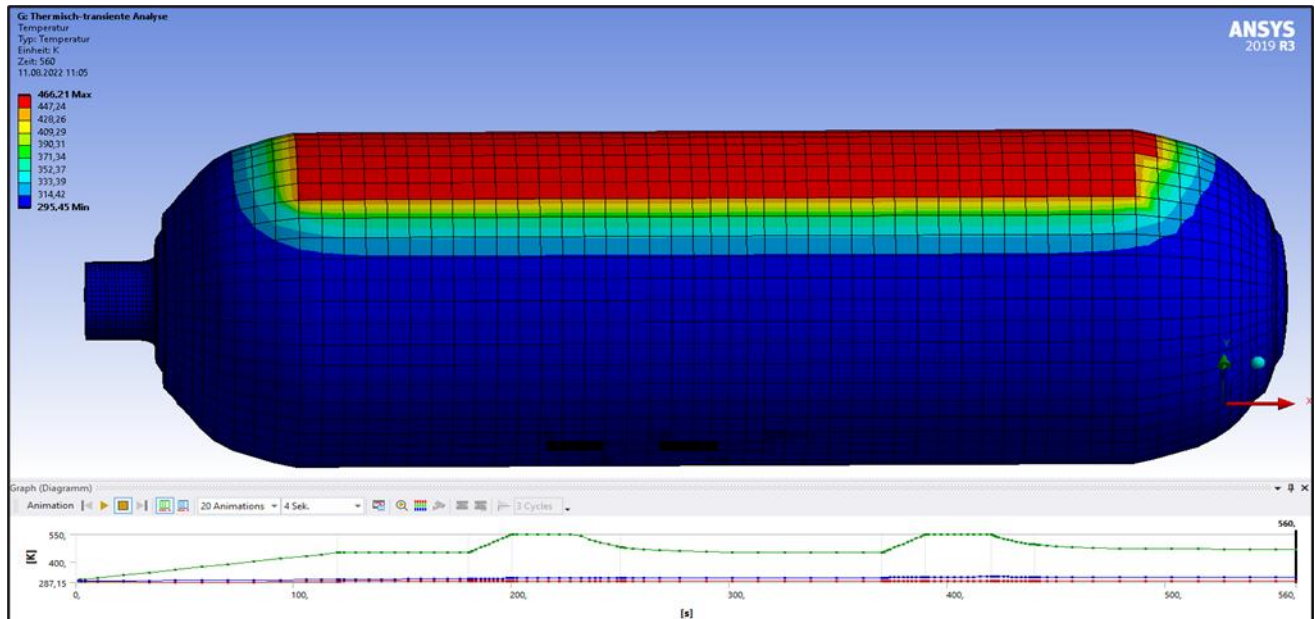 G: Thermisch-transiente Analyse
Temperatur
Typ: Temperatur
Einheit: K
Zeit: 560
11.08.2022 11:05
ANSYS
2019 R3
466,21 Max
447,24
428,26
409,29
390,31
371,34
352,37
333,39
314,42
295,45 Min
Y
X
Graph (Diagramm)
Animation 20 Animations 4 Sek. 3 Cycles
560,
[K]
550,
400,
287,15
0, 100, 200, 300, 400, 500, 560,
[s]